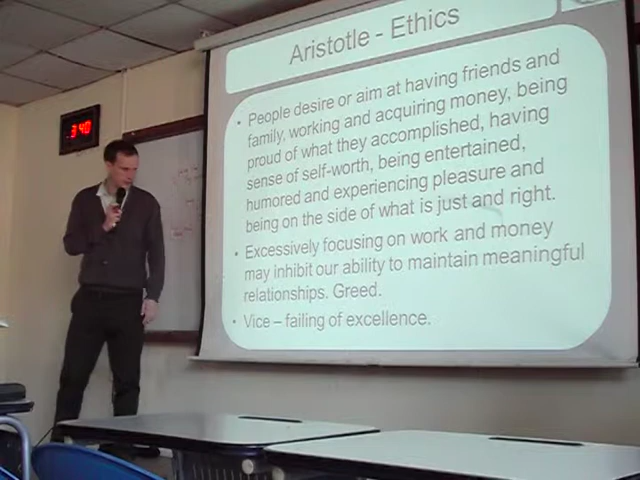 Aristotle - Ethics
3:40
• People desire or aim at having friends and
family, working and acquiring money, being
proud of what they accomplished, having
sense of self-worth, being entertained,
humored and experiencing pleasure and
being on the side of what is just and right.
• Excessively focusing on work and money
may inhibit our ability to maintain meaningful
relationships. Greed.
• Vice – failing of excellence.